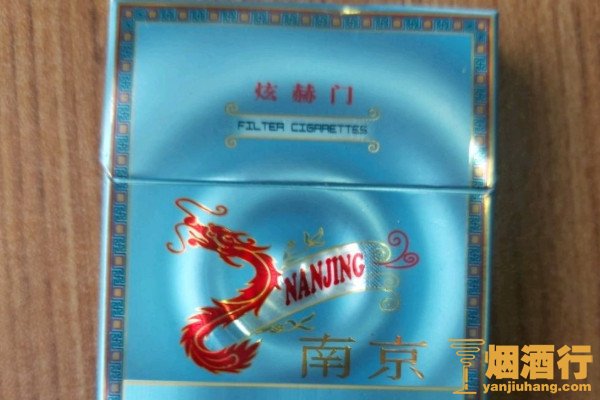 炫赫门
FILTER CIGARETTES
NANJING
南京
烟酒行
yanjiuhang.com